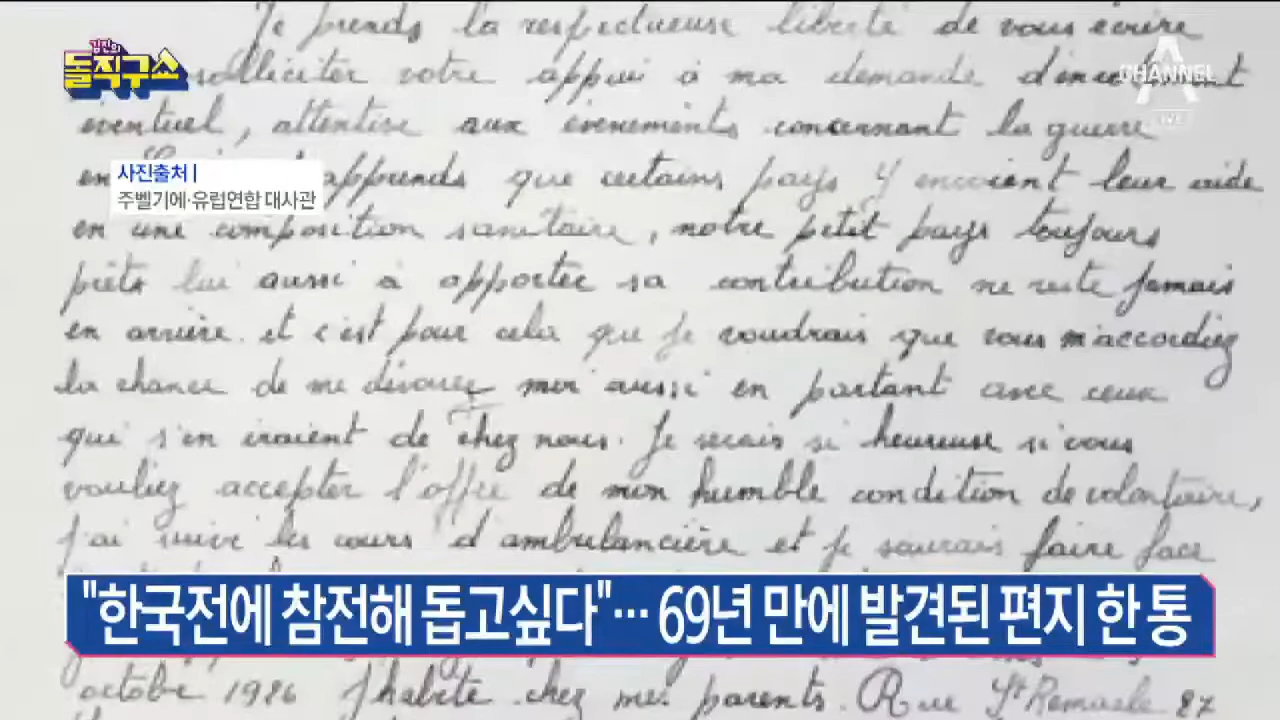 Je prends la respectueuse liberté de vous écrire
김진의
돌직구쇼
CHANNEL A
LIVE
solliciter votre appui à ma demande
éventuel, attentive aux évènements concernant la guerre
사진출처 |
주벨기에·유럽연합 대사관
en apprends que certains pays y envoient leur aide
en une composition sanitaire, notre petit pays toujours
prêts lui aussi à apporter sa contribution ne reste jamais
en arrière. et c'est pour cela que je voudrais que vous m'accordiez
la chance de me dévouer moi aussi en partant avec ceux
qui s'en iraient de chez nous. Je serais si heureuse si vous
vouliez accepter l'offre de mon humble condition de volontaire,
j'ai suivi les cours d'ambulancière et je saurais faire face
"한국전에 참전해 돕고싶다"… 69년 만에 발견된 편지 한 통
octobre 1926 J'habite chez mes parents. Rue St Remacle 27